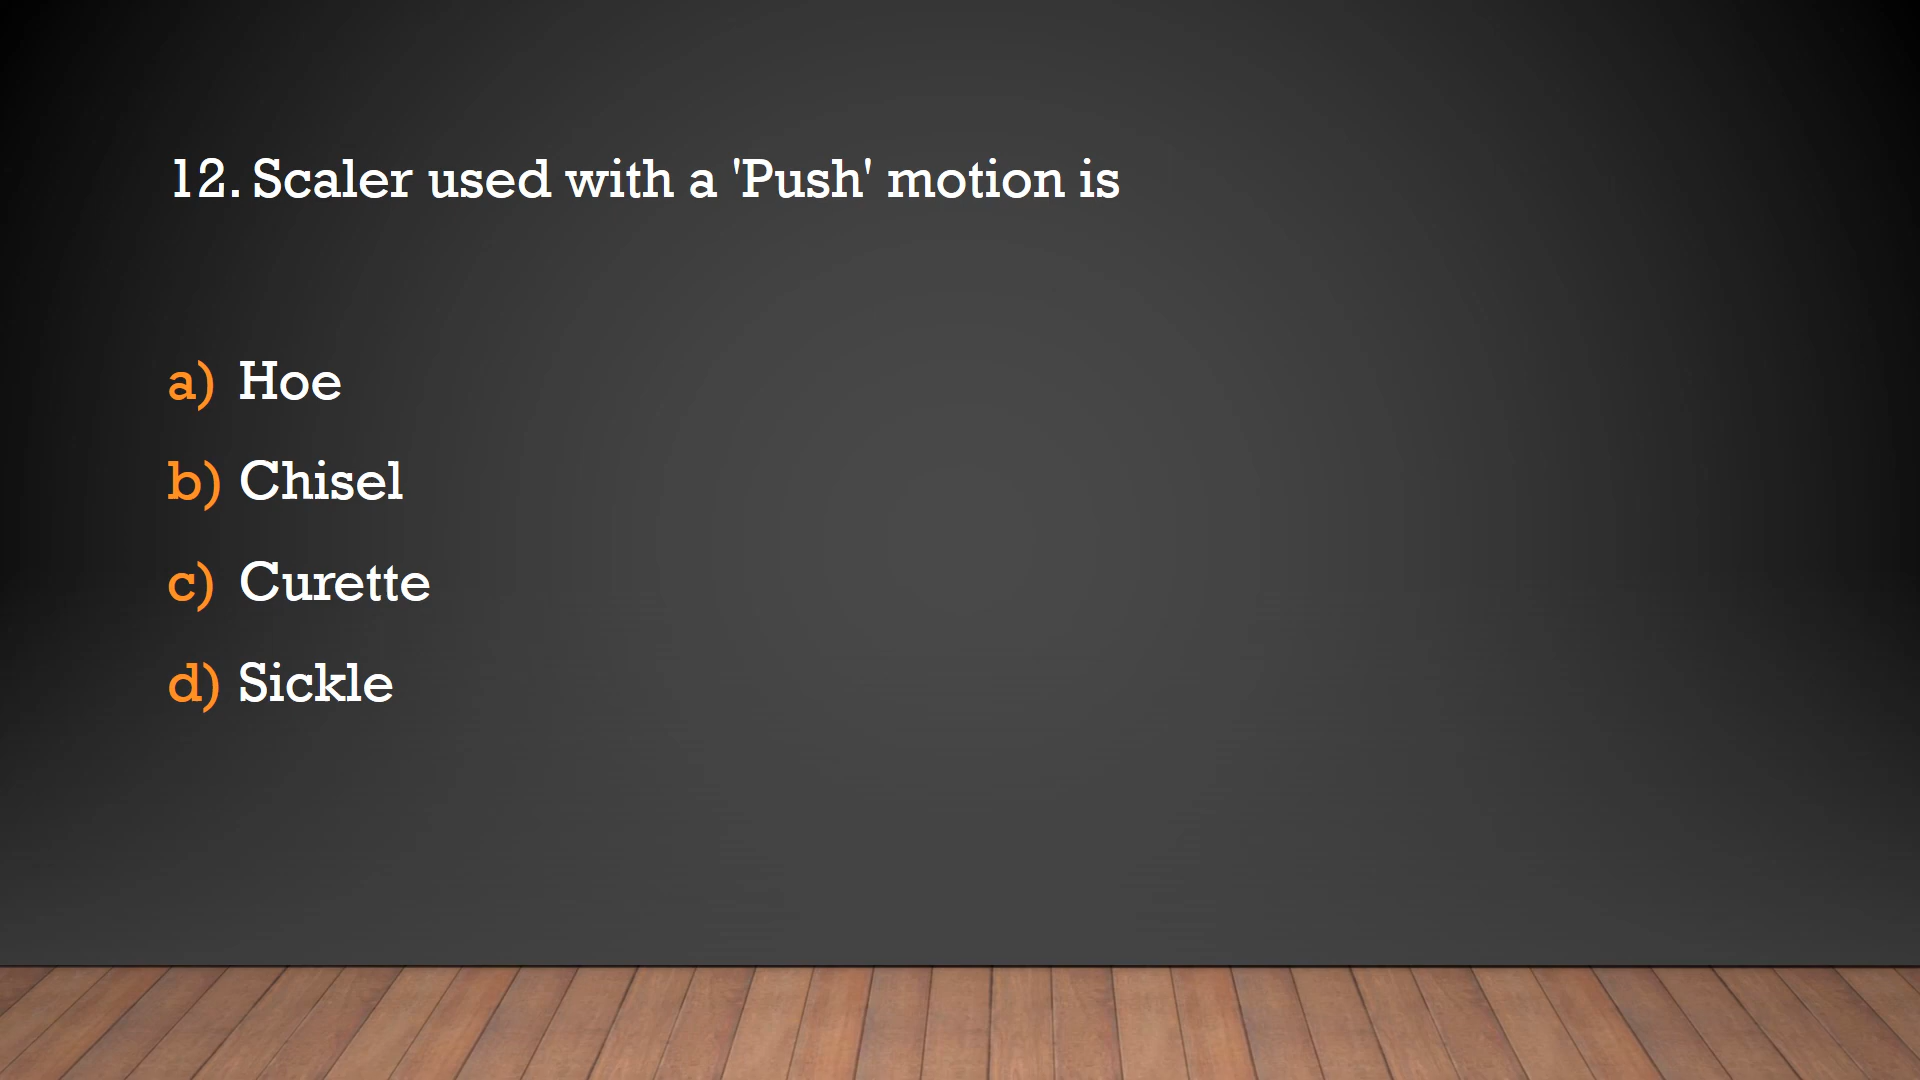 12. Scaler used with a 'Push' motion is
a) Hoe
b) Chisel
c) Curette
d) Sickle